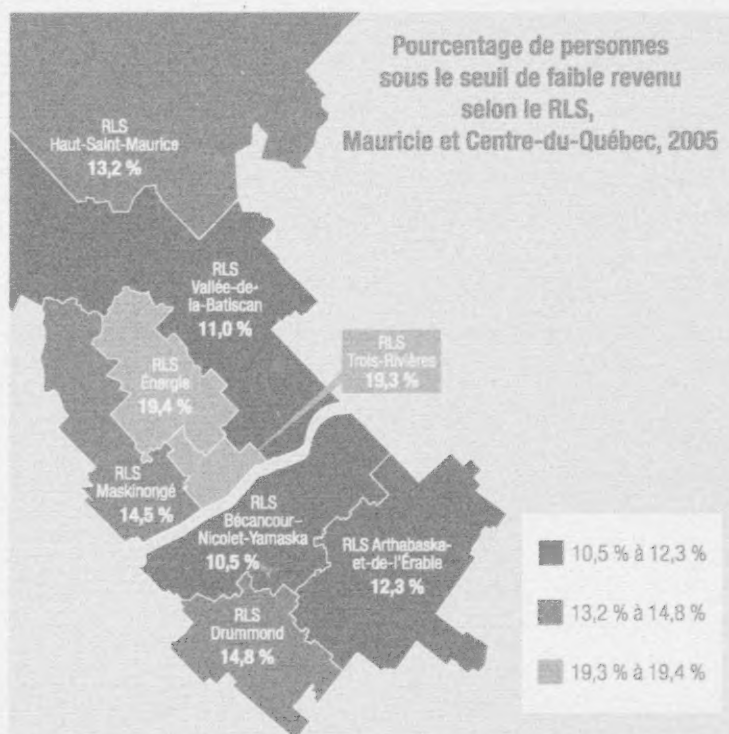 Pourcentage de personnes
sous le seuil de faible revenu
selon le RLS,
Mauricie et Centre-du-Québec, 2005
RLS
Haut-Saint-Maurice
13,2 %
RLS
Vallée-de-
la-Batiscan
11,0 %
RLS
Trois-Rivières
19,3 %
RLS
Énergie
19,4 %
RLS
Maskinongé
14,5 %
RLS
Bécancour-
Nicolet-Yamaska
10,5 %
RLS Arthabaska-
et-de-l'Érable
12,3 %
RLS
Drummond
14,8 %
10,5 % à 12,3 %
13,2 % à 14,8 %
19,3 % à 19,4 %